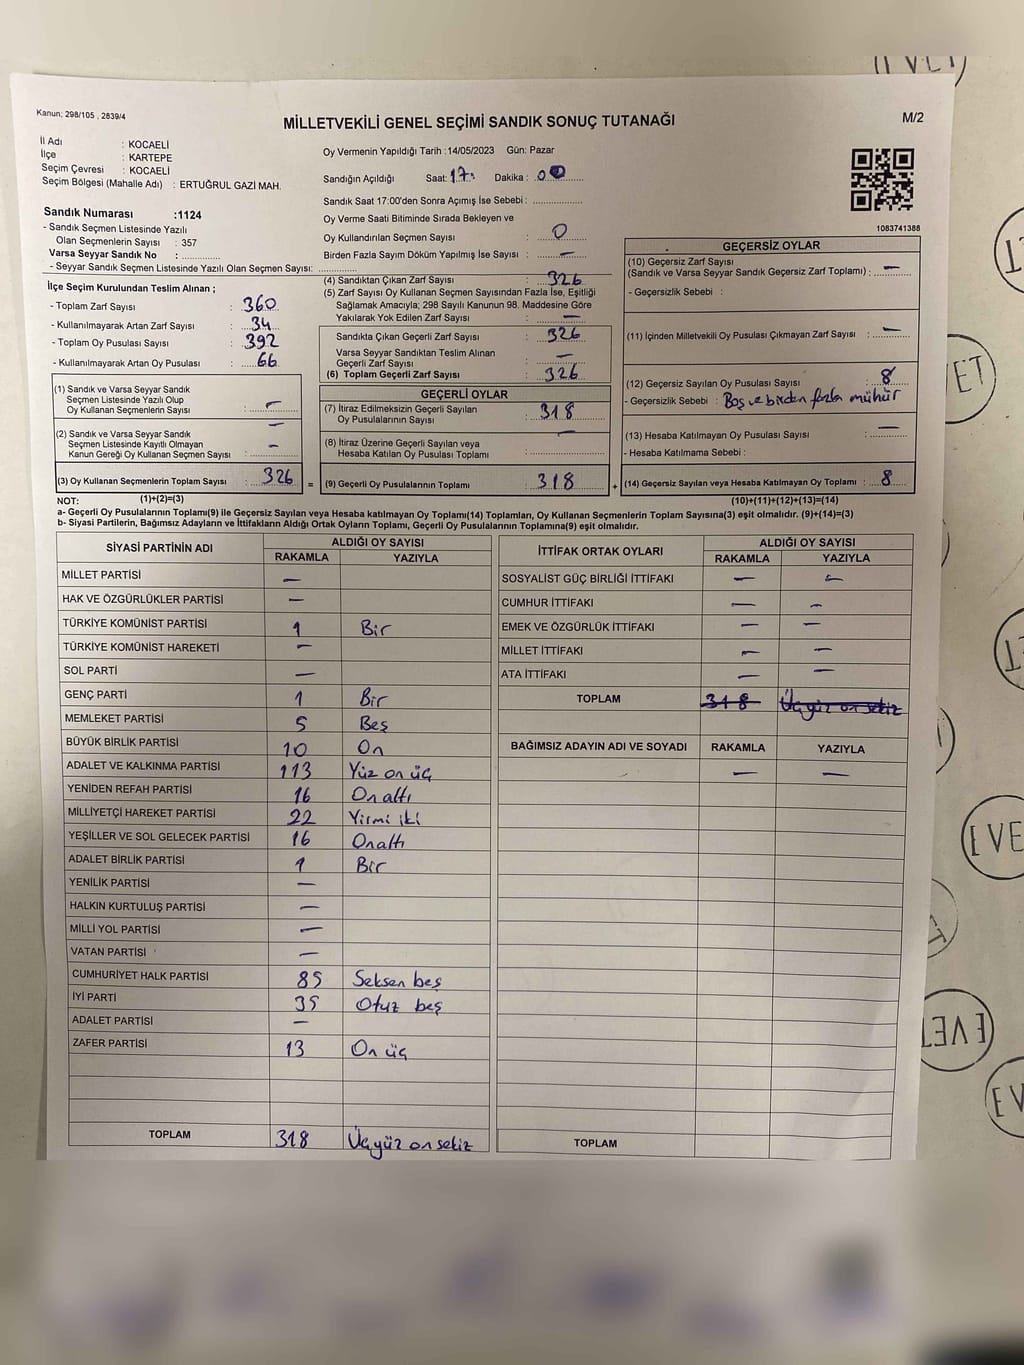 Kanun; 298/105 , 2839/4
MİLLETVEKİLİ GENEL SEÇİMİ SANDIK SONUÇ TUTANAĞI
M/2
İl Adı : KOCAELİ
İlçe : KARTEPE
Seçim Çevresi : KOCAELİ
Seçim Bölgesi (Mahalle Adı) : ERTUĞRUL GAZİ MAH.
Sandık Numarası :1124
- Sandık Seçmen Listesinde Yazılı
Olan Seçmenlerin Sayısı : 357
Varsa Seyyar Sandık No :
- Seyyar Sandık Seçmen Listesinde Yazılı Olan Seçmen Sayısı:
Oy Vermenin Yapıldığı Tarih :14/05/2023 Gün: Pazar
Sandığın Açıldığı Saat: 17 Dakika : 00
Sandık Saat 17:00'den Sonra Açımış İse Sebebi :
Oy Verme Saati Bitiminde Sırada Bekleyen ve
Oy Kullandırılan Seçmen Sayısı : 0
Birden Fazla Sayım Döküm Yapılmış İse Sayısı : —
1083741388
İlçe Seçim Kurulundan Teslim Alınan ;
- Toplam Zarf Sayısı : 360
- Kullanılmayarak Artan Zarf Sayısı : 34
- Toplam Oy Pusulası Sayısı : 392
- Kullanılmayarak Artan Oy Pusulası : 66
(1) Sandık ve Varsa Seyyar Sandık
Seçmen Listesinde Yazılı Olup
Oy Kullanan Seçmenlerin Sayısı : —
(2) Sandık ve Varsa Seyyar Sandık
Seçmen Listesinde Kayıtlı Olmayan
Kanun Gereği Oy Kullanan Seçmen Sayısı : —
(3) Oy Kullanan Seçmenlerin Toplam Sayısı : 326 =
(4) Sandıktan Çıkan Zarf Sayısı : 326
(5) Zarf Sayısı Oy Kullanan Seçmen Sayısından Fazla İse, Eşitliği
Sağlamak Amacıyla; 298 Sayılı Kanunun 98. Maddesine Göre
Yakılarak Yok Edilen Zarf Sayısı : —
Sandıkta Çıkan Geçerli Zarf Sayısı : 326
Varsa Seyyar Sandıktan Teslim Alınan
Geçerli Zarf Sayısı : —
(6) Toplam Geçerli Zarf Sayısı : 326
GEÇERLİ OYLAR
(7) İtiraz Edilmeksizin Geçerli Sayılan
Oy Pusulalarının Sayısı : 318
(8) İtiraz Üzerine Geçerli Sayılan veya
Hesaba Katılan Oy Pusulası Toplamı : —
(9) Geçerli Oy Pusulalarının Toplamı : 318 +
GEÇERSİZ OYLAR
(10) Geçersiz Zarf Sayısı
(Sandık ve Varsa Seyyar Sandık Geçersiz Zarf Toplamı) : —
- Geçersizlik Sebebi :
(11) İçinden Milletvekili Oy Pusulası Çıkmayan Zarf Sayısı : —
(12) Geçersiz Sayılan Oy Pusulası Sayısı : 8
- Geçersizlik Sebebi : Boş ve birden fazla mühür
(13) Hesaba Katılmayan Oy Pusulası Sayısı : —
- Hesaba Katılmama Sebebi :
(14) Geçersiz Sayılan veya Hesaba Katılmayan Oy Toplamı : 8
NOT: (1)+(2)=(3) (10)+(11)+(12)+(13)=(14)
a- Geçerli Oy Pusulalarının Toplamı(9) ile Geçersiz Sayılan veya Hesaba katılmayan Oy Toplamı(14) Toplamları, Oy Kullanan Seçmenlerin Toplam Sayısına(3) eşit olmalıdır. (9)+(14)=(3)
b- Siyasi Partilerin, Bağımsız Adayların ve İttifakların Aldığı Ortak Oyların Toplamı, Geçerli Oy Pusulalarının Toplamına(9) eşit olmalıdır.
SİYASİ PARTİNİN ADI ALDIĞI OY SAYISI
RAKAMLA YAZIYLA
MİLLET PARTİSİ —
HAK VE ÖZGÜRLÜKLER PARTİSİ —
TÜRKİYE KOMÜNİST PARTİSİ 1 Bir
TÜRKİYE KOMÜNİST HAREKETİ —
SOL PARTİ —
GENÇ PARTİ 1 Bir
MEMLEKET PARTİSİ 5 Beş
BÜYÜK BİRLİK PARTİSİ 10 On
ADALET VE KALKINMA PARTİSİ 113 Yüz on üç
YENİDEN REFAH PARTİSİ 16 On altı
MİLLİYETÇİ HAREKET PARTİSİ 22 Yirmi iki
YEŞİLLER VE SOL GELECEK PARTİSİ 16 Onaltı
ADALET BİRLİK PARTİSİ 1 Bir
YENİLİK PARTİSİ —
HALKIN KURTULUŞ PARTİSİ —
MİLLİ YOL PARTİSİ —
VATAN PARTİSİ —
CUMHURİYET HALK PARTİSİ 85 Seksen beş
İYİ PARTİ 35 Otuz beş
ADALET PARTİSİ —
ZAFER PARTİSİ 13 On üç
TOPLAM 318 Üçyüz on sekiz
İTTİFAK ORTAK OYLARI ALDIĞI OY SAYISI
RAKAMLA YAZIYLA
SOSYALİST GÜÇ BİRLİĞİ İTTİFAKI — —
CUMHUR İTTİFAKI — —
EMEK VE ÖZGÜRLÜK İTTİFAKI — —
MİLLET İTTİFAKI — —
ATA İTTİFAKI — —
TOPLAM 318 Üçyüz on sekiz
BAĞIMSIZ ADAYIN ADI VE SOYADI RAKAMLA YAZIYLA
— —
TOPLAM
EVET
EVET